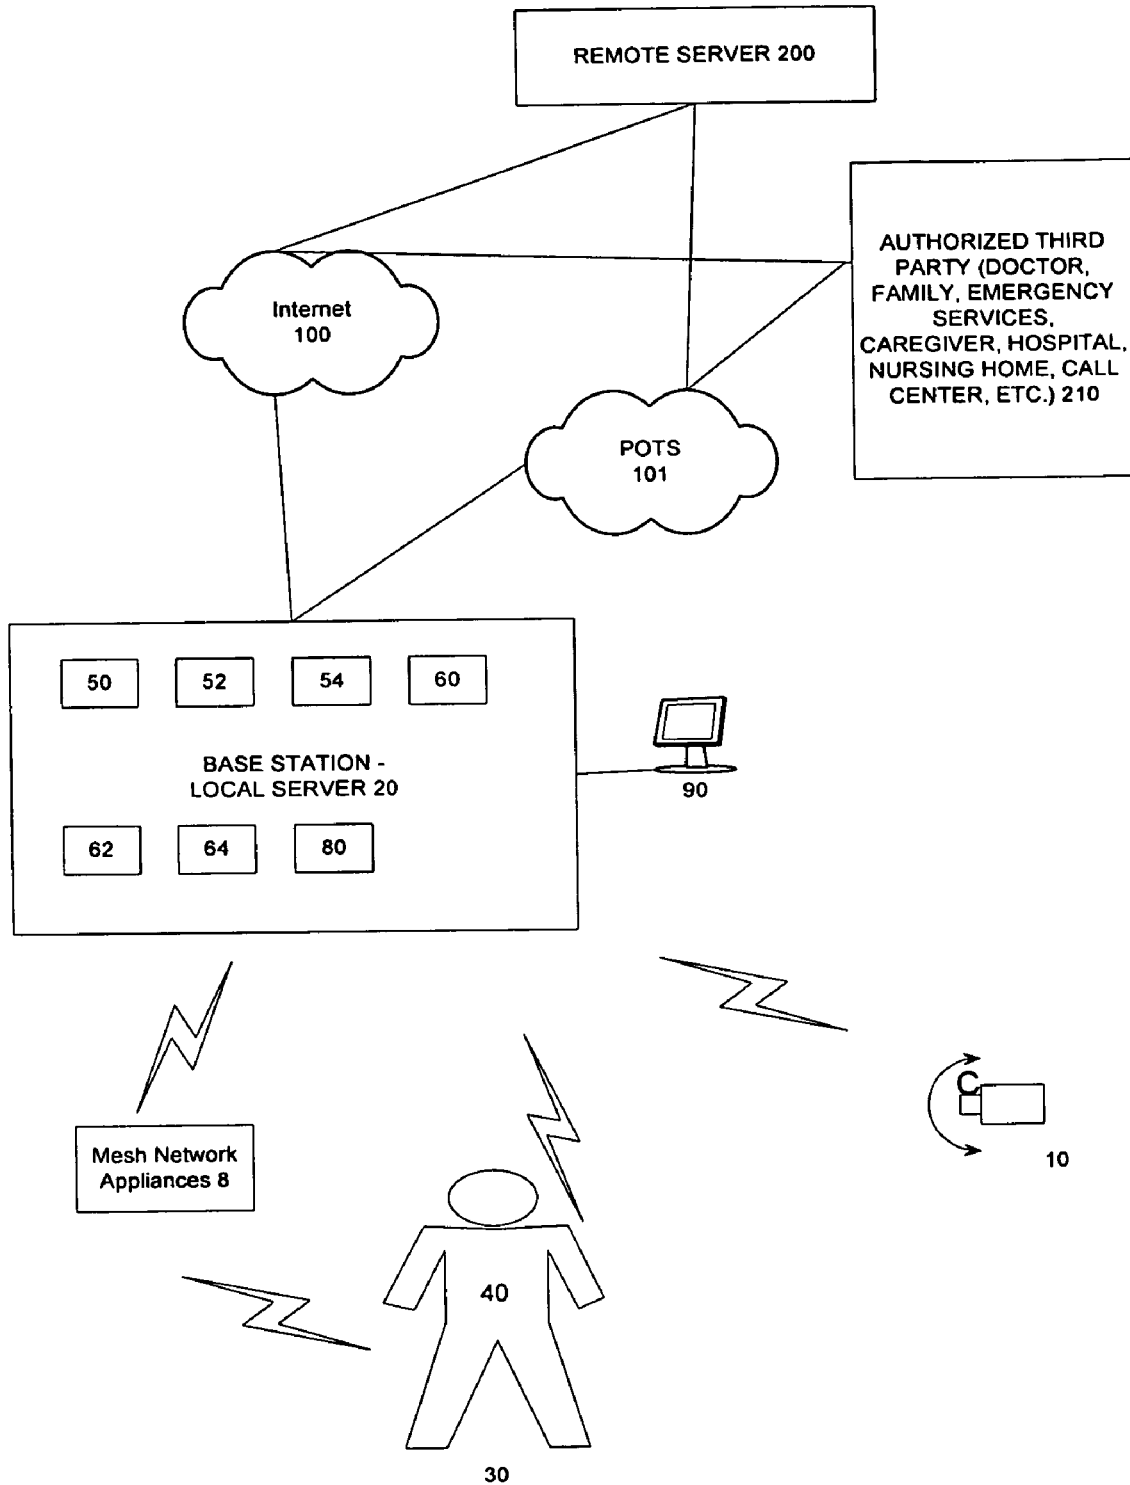 REMOTE SERVER 200
AUTHORIZED THIRD
PARTY (DOCTOR,
FAMILY, EMERGENCY
SERVICES,
CAREGIVER, HOSPITAL,
NURSING HOME, CALL
CENTER, ETC.) 210
Internet
100
POTS
101
50
52
54
60
BASE STATION -
LOCAL SERVER 20
90
62
64
80
C
10
Mesh Network
Appliances 8
40
30